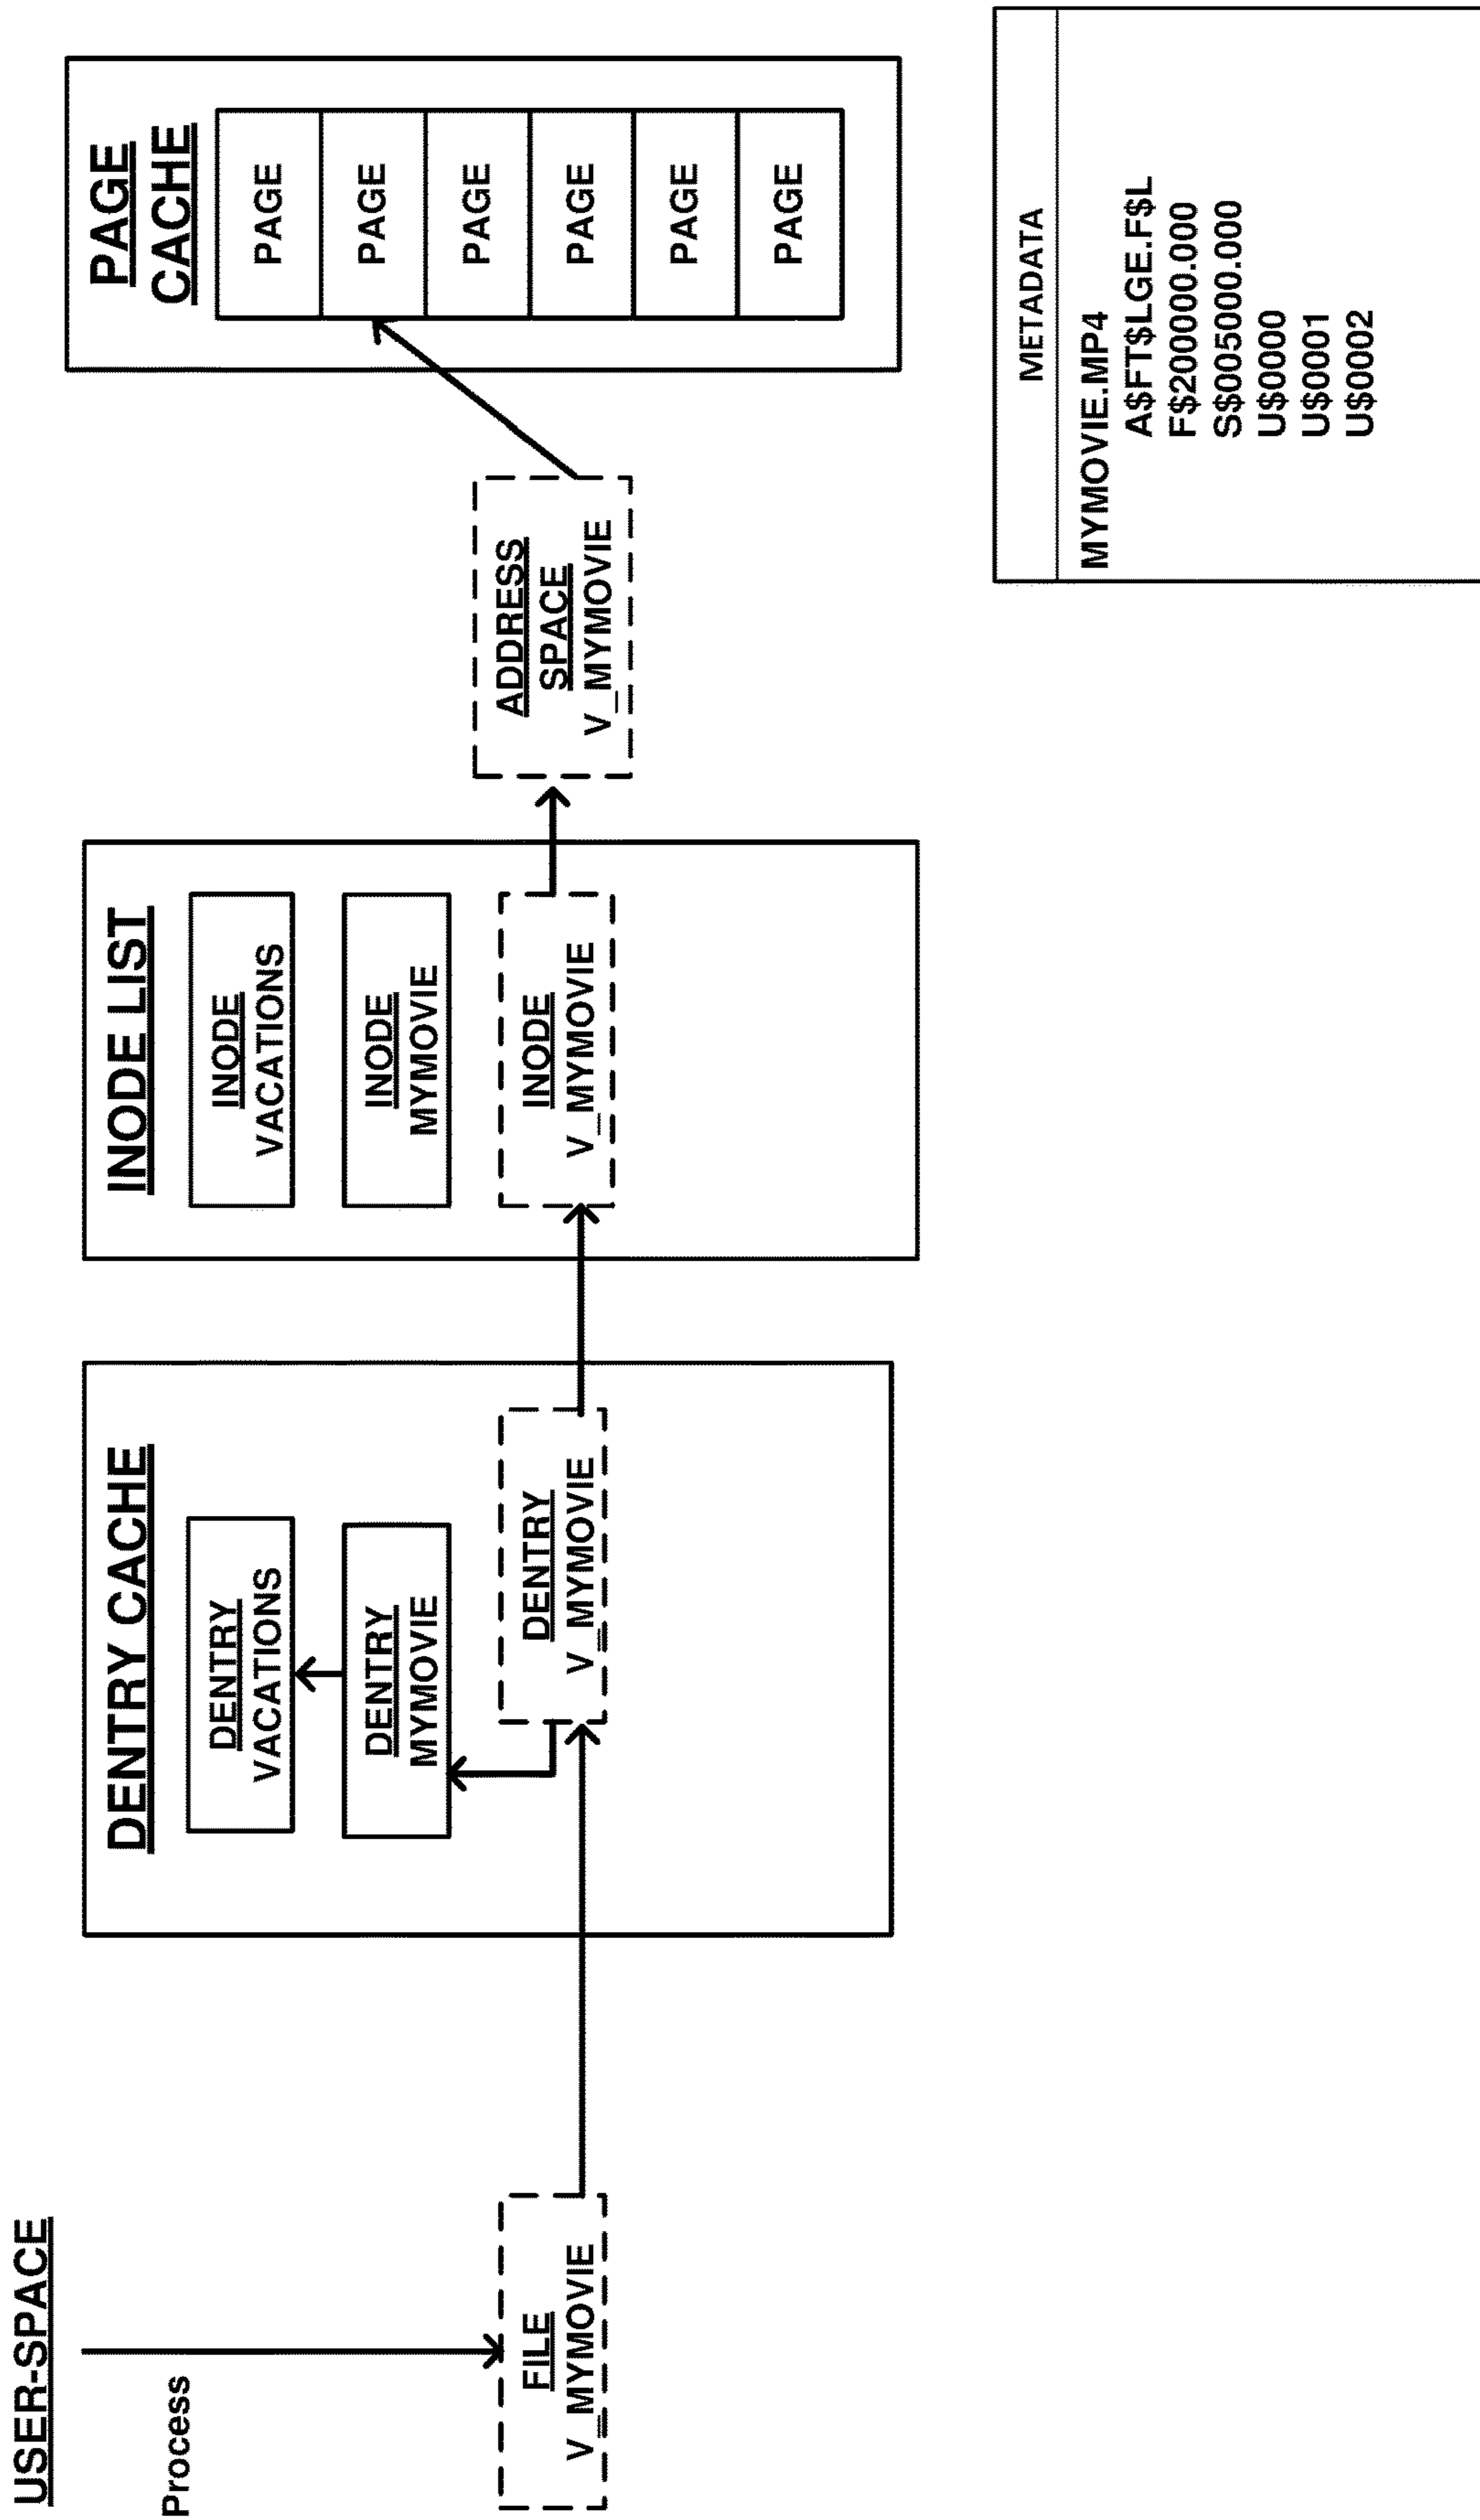 USER-SPACE
Process
FILE
V_MYMOVIE
DENTRY CACHE
DENTRY
VACATIONS
DENTRY
MYMOVIE
DENTRY
V_MYMOVIE
INODE LIST
INODE
VACATIONS
INODE
MYMOVIE
INODE
V_MYMOVIE
ADDRESS
SPACE
V_MYMOVIE
PAGE
CACHE
PAGE
PAGE
PAGE
PAGE
PAGE
PAGE
METADATA
MYMOVIE.MP4
A$FT$LGE.F$L
F$200000.000
S$005000.000
U$0000
U$0001
U$0002